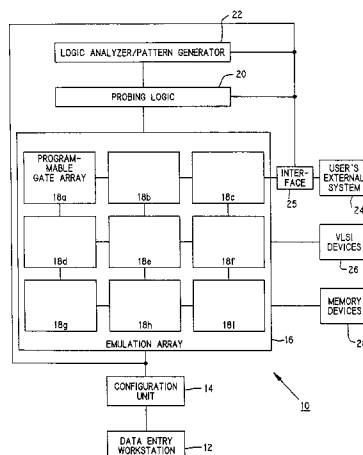 22
LOGIC ANALYZER/PATTERN GENERATOR
20
PROBING LOGIC
PROGRAM-
MABLE
GATE ARRAY
18a
18b
18c
INTER-
FACE
25
USER'S
EXTERNAL
SYSTEM
24
18d
18e
18f
VLSI
DEVICES
26
18g
18h
18I
MEMORY
DEVICES
28
EMULATION ARRAY
16
CONFIGURATION
UNIT
14
10
DATA ENTRY
WORKSTATION
12